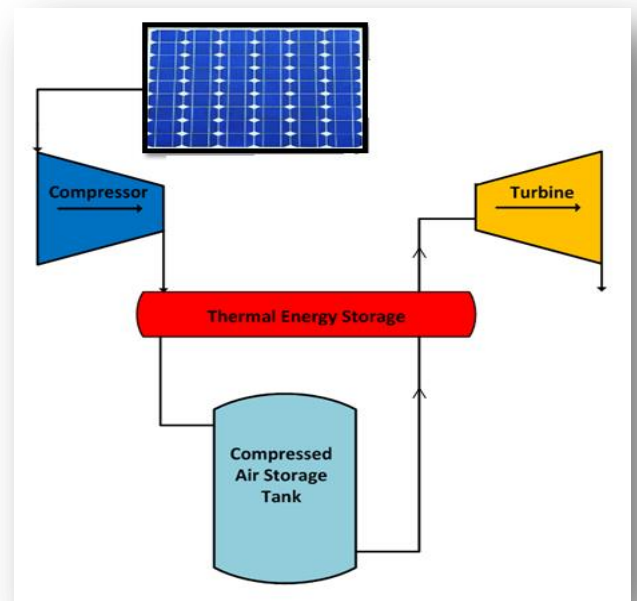 Compressor
Turbine
Thermal Energy Storage
Compressed
Air Storage
Tank